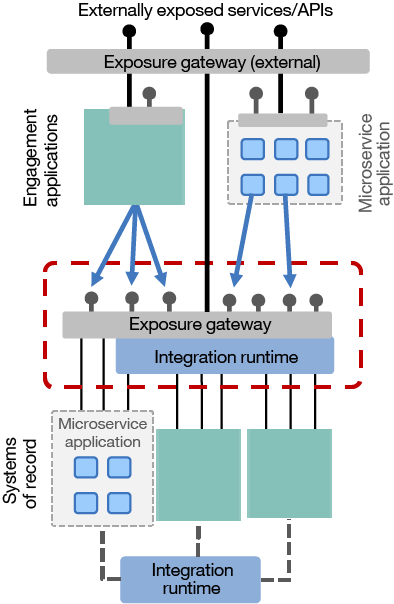 Externally exposed services/APIs
Exposure gateway (external)
Engagement
applications
Microservice
application
Exposure gateway
Integration runtime
Systems
of record
Microservice
application
Integration
runtime